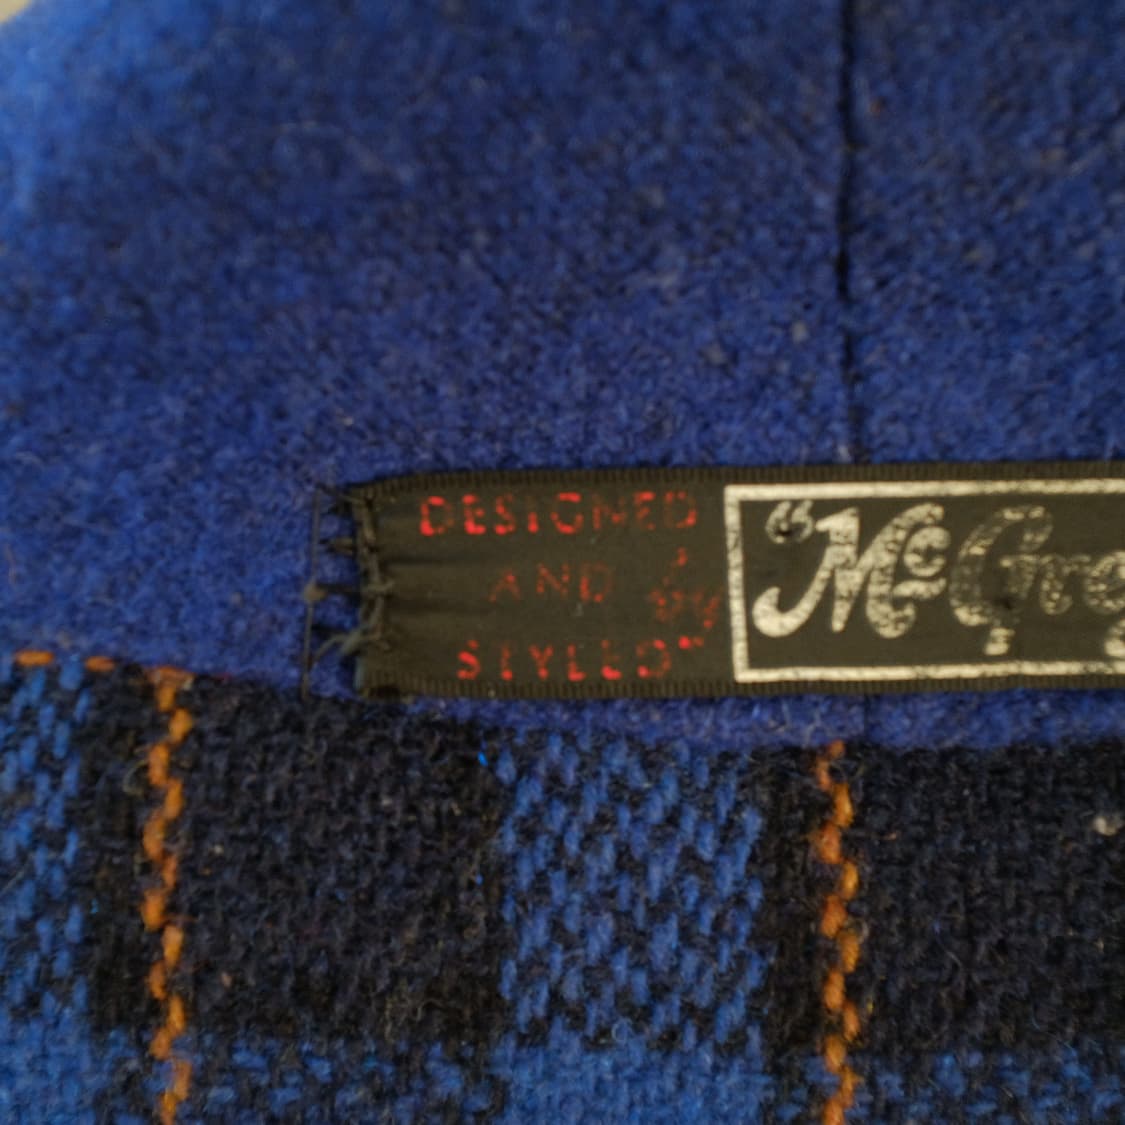 DESIGNED
AND by
STYLED
"McGreg